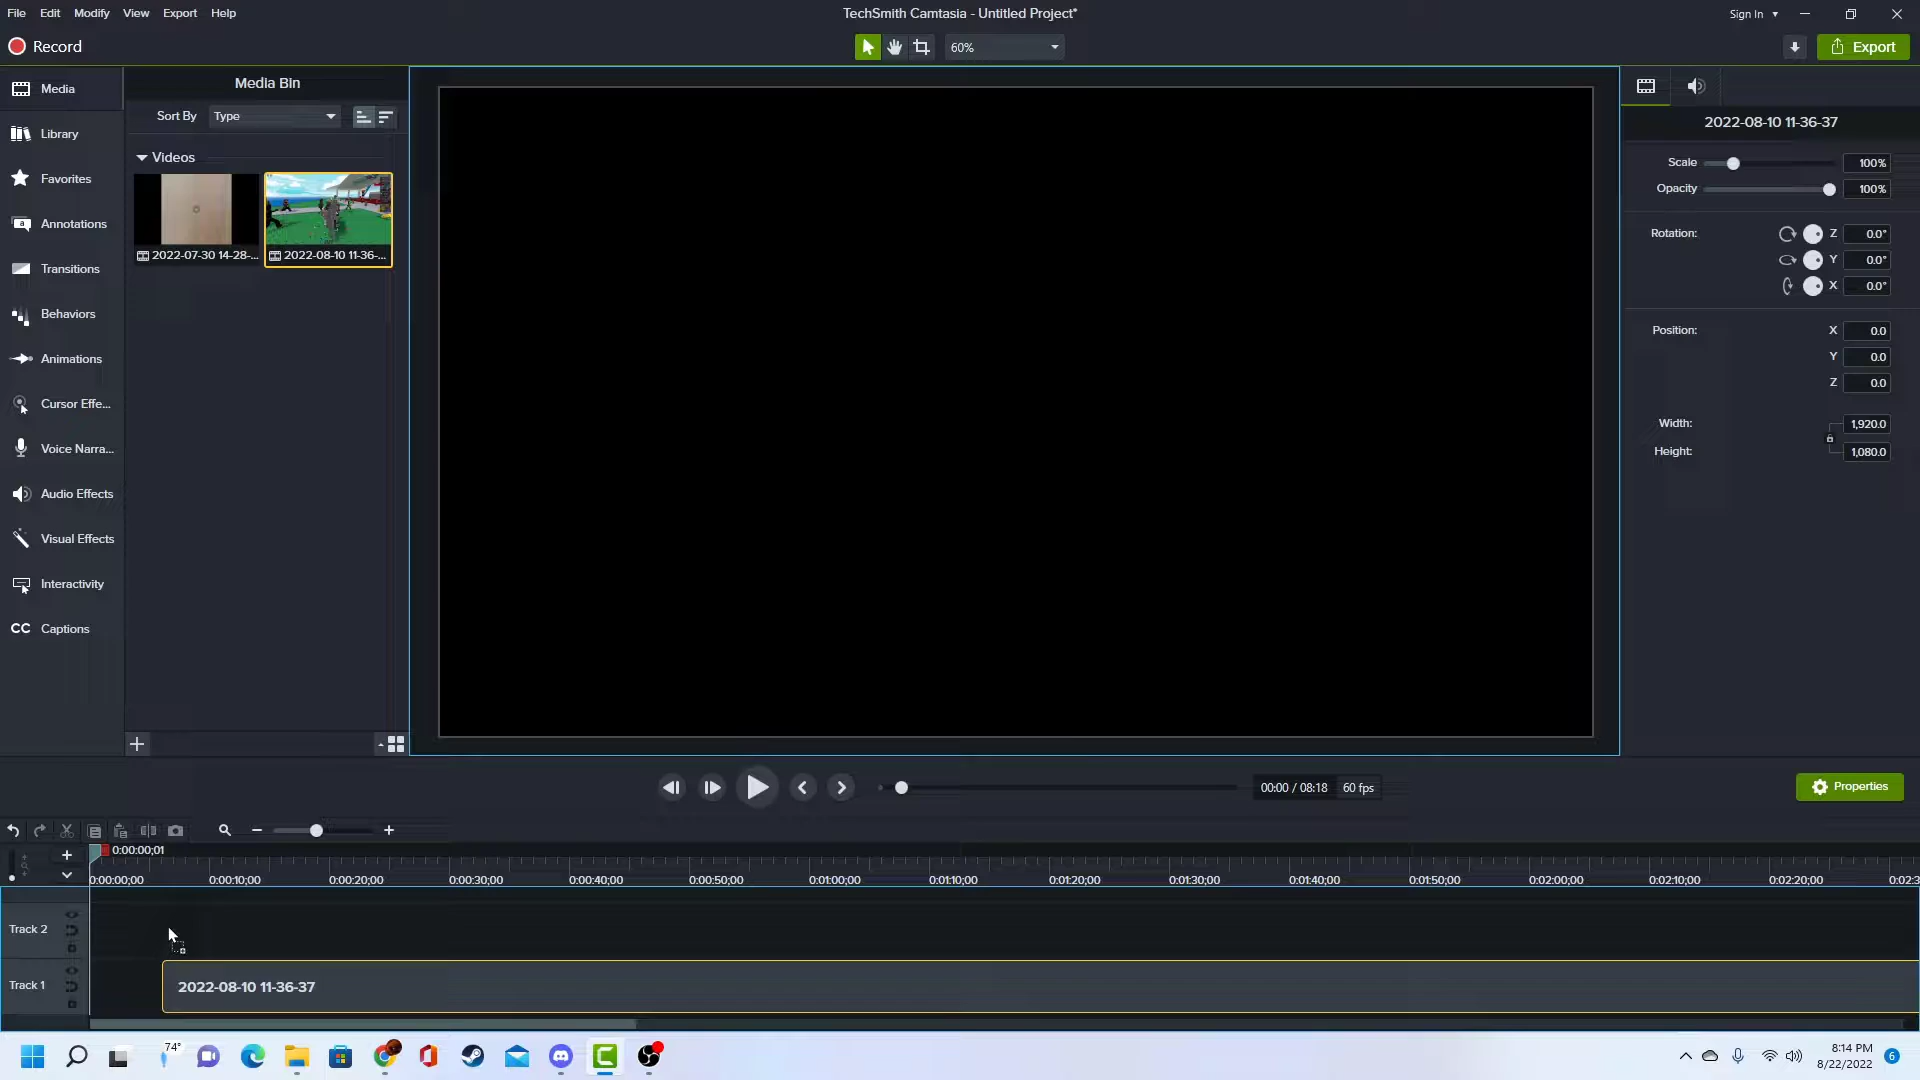 File Edit Modify View Export Help
TechSmith Camtasia - Untitled Project*
Sign In
Record
60%
Export
Media
Library
Favorites
Annotations
Transitions
Behaviors
Animations
Cursor Effe...
Voice Narra...
Audio Effects
Visual Effects
Interactivity
CC Captions
Media Bin
Sort By Type
Videos
2022-07-30 14-28-...
2022-08-10 11-36-...
2022-08-10 11-36-37
Scale 100%
Opacity 100%
Rotation: Z 0.0°
Y 0.0°
X 0.0°
Position: X 0.0
Y 0.0
Z 0.0
Width: 1,920.0
Height: 1,080.0
00:00 / 08:18 60 fps
Properties
0:00:00;01
0:00:00;00 0:00:10;00 0:00:20;00 0:00:30;00 0:00:40;00 0:00:50;00 0:01:00;00 0:01:10;00 0:01:20;00 0:01:30;00 0:01:40;00 0:01:50;00 0:02:00;00 0:02:10;00 0:02:20;00 0:02:3
Track 2
Track 1
2022-08-10 11-36-37
74°
8:14 PM
8/22/2022
6